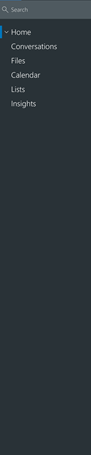 Search
Home
Conversations
Files
Calendar
Lists
Insights